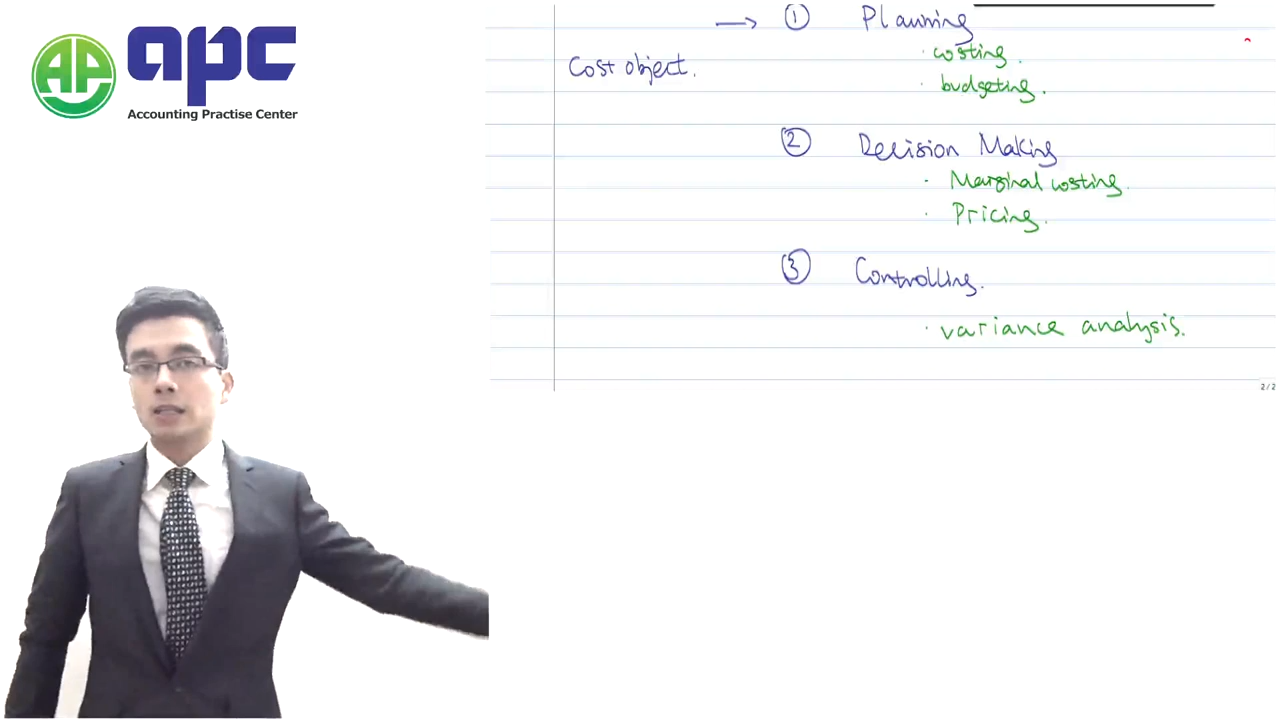 AP
apc
Accounting Practise Center
→ ① Planning
· costing.
Cost object.
· budgeting.
② Decision Making
· Marginal costing.
· Pricing.
③ Controlling.
· variance analysis.
2 / 2